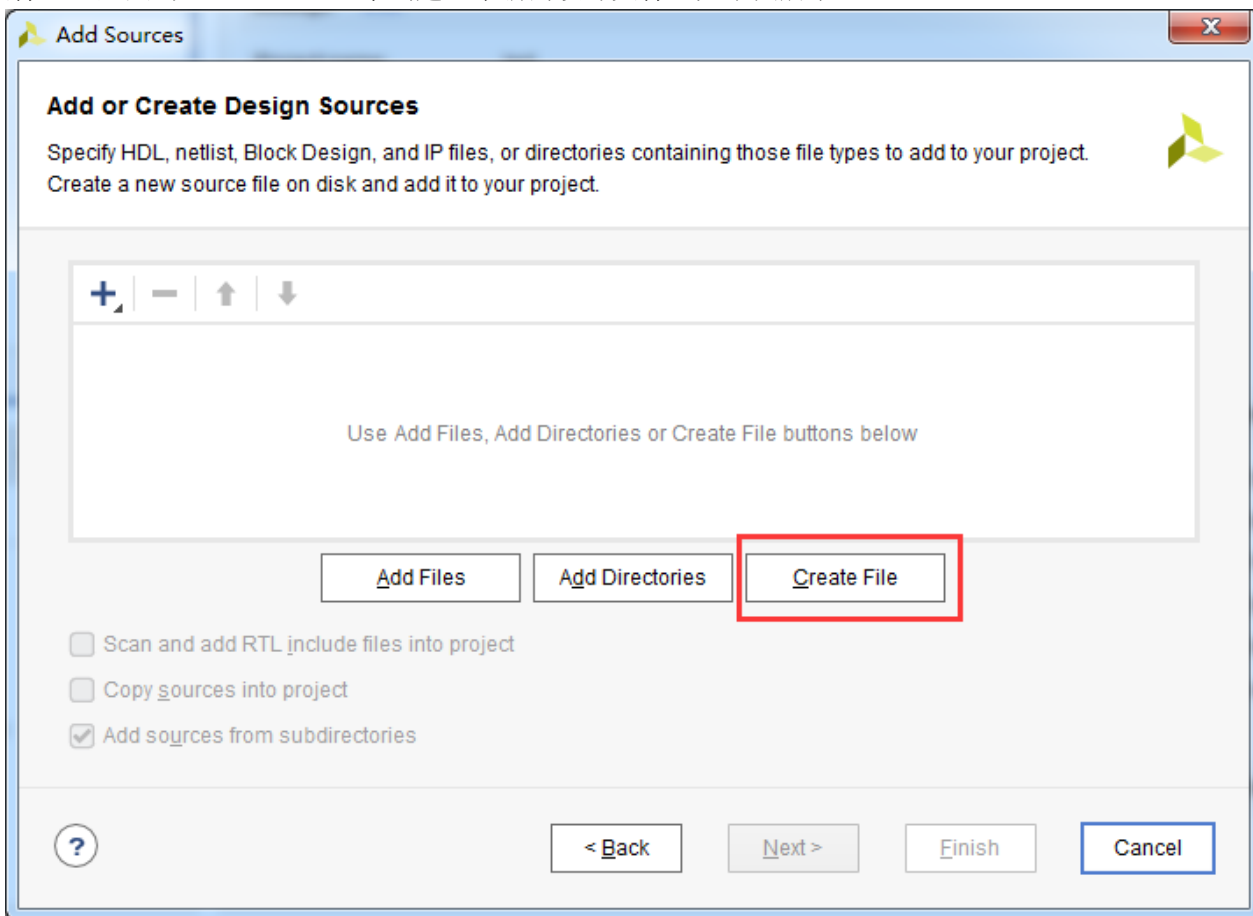 Add Sources
Add or Create Design Sources
Specify HDL, netlist, Block Design, and IP files, or directories containing those file types to add to your project.
Create a new source file on disk and add it to your project.
Use Add Files, Add Directories or Create File buttons below
Add Files
Add Directories
Create File
Scan and add RTL include files into project
Copy sources into project
Add sources from subdirectories
?
< Back
Next >
Finish
Cancel